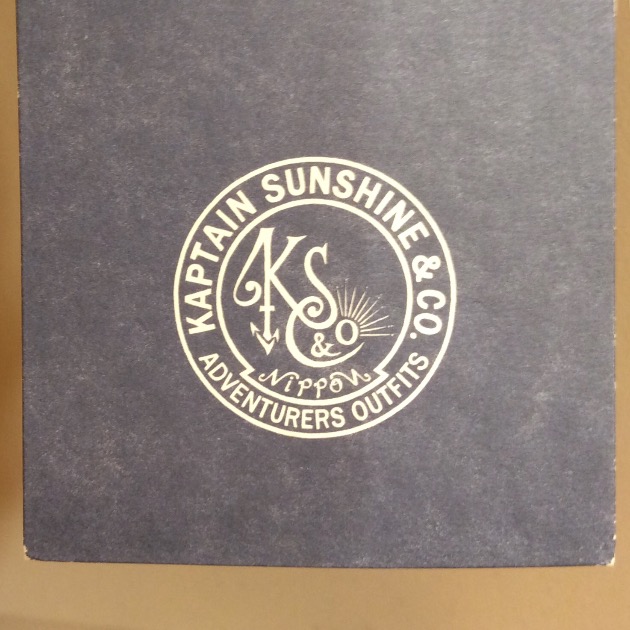 KAPTAIN SUNSHINE & CO.
KS
& Co
Nippon
ADVENTURERS OUTFITS